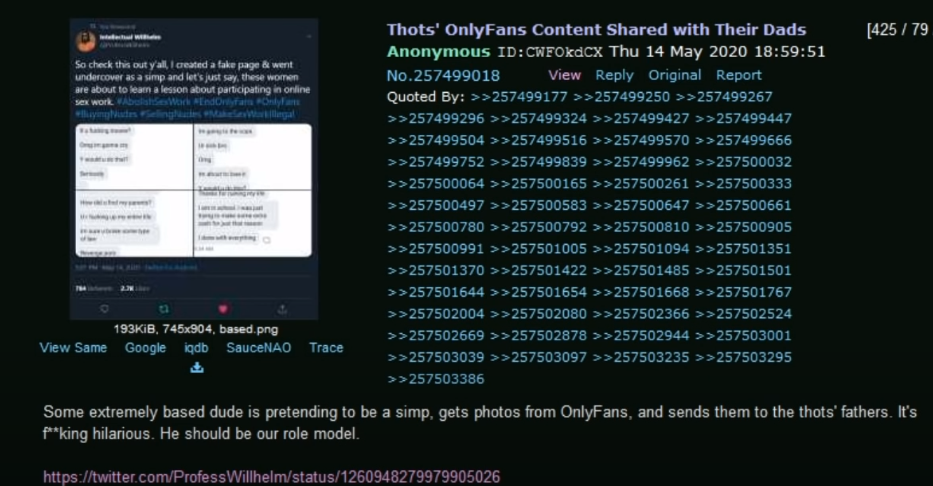 Thots' OnlyFans Content Shared with Their Dads [425 / 79
Anonymous ID:CWFOkdCX Thu 14 May 2020 18:59:51
No.257499018 View Reply Original Report
Quoted By: >>257499177 >>257499250 >>257499267
>>257499296 >>257499324 >>257499427 >>257499447
>>257499504 >>257499516 >>257499570 >>257499666
>>257499752 >>257499839 >>257499962 >>257500032
>>257500064 >>257500165 >>257500261 >>257500333
>>257500497 >>257500583 >>257500647 >>257500661
>>257500780 >>257500792 >>257500810 >>257500905
>>257500991 >>257501005 >>257501094 >>257501351
>>257501370 >>257501422 >>257501485 >>257501501
>>257501644 >>257501654 >>257501668 >>257501767
>>257502004 >>257502080 >>257502366 >>257502524
>>257502669 >>257502878 >>257502944 >>257503001
>>257503039 >>257503097 >>257503235 >>257503295
>>257503386
Intellectual Willhelm
So check this out y'all, I created a fake page & went
undercover as a simp and let's just say, these women
are about to learn a lesson about participating in online
sex work. #AbolishSexWork #EndOnlyFans #OnlyFans
#BuyingNudes #SellingNudes #MakeSexWorkIllegal
Omg im gonna cry
Y would u do that?
Seriously
How did u find my parents?
Ur fucking up my entire life
Im sure u broke some type
of law
Revenge porn
Im going to the cops
Ur sick bro
Omg
Im about to lose it
Y would u do this?
Thanks for ruining my life
I am in school. I was just
trying to make some extra
cash for just that reason
I done with everything
784 Retweets 2.7K Likes
193KiB, 745x904, based.png
View Same Google iqdb SauceNAO Trace
Some extremely based dude is pretending to be a simp, gets photos from OnlyFans, and sends them to the thots' fathers. It's
f**king hilarious. He should be our role model.
https://twitter.com/ProfessWillhelm/status/1260948279979905026